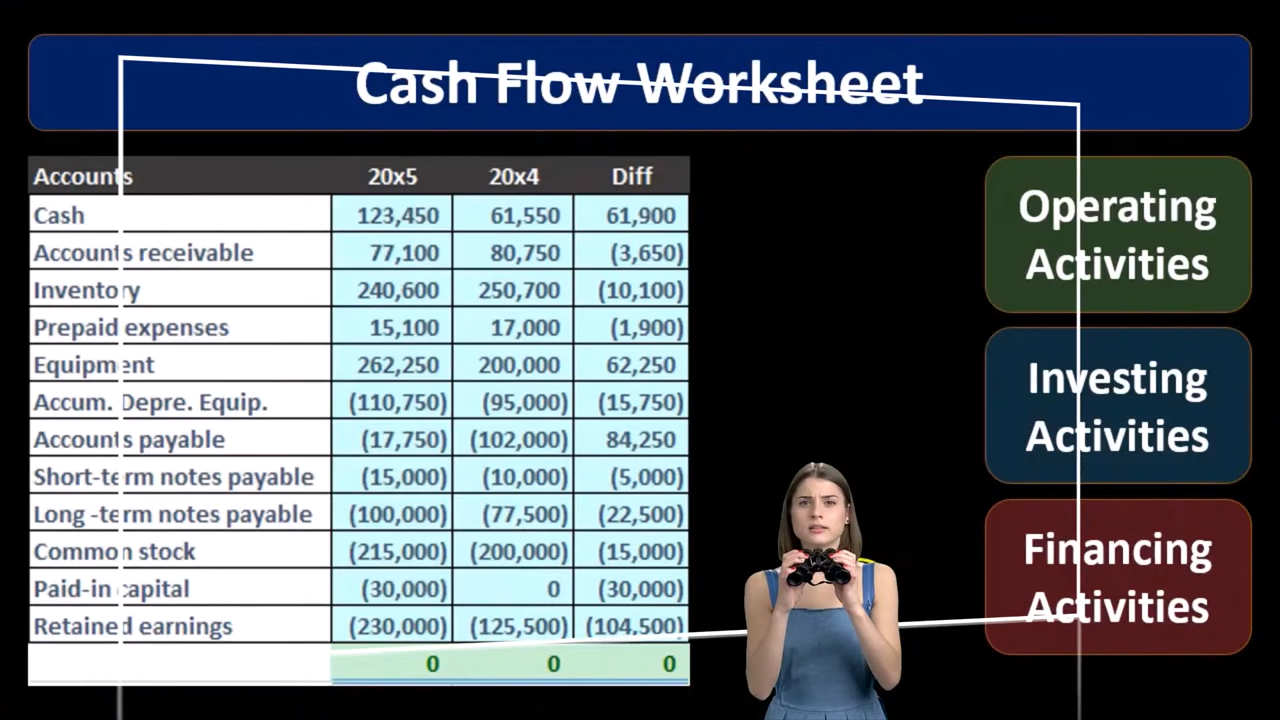 Cash Flow Worksheet
Accounts 20x5 20x4 Diff
Cash 123,450 61,550 61,900
Accounts receivable 77,100 80,750 (3,650)
Inventory 240,600 250,700 (10,100)
Prepaid expenses 15,100 17,000 (1,900)
Equipment 262,250 200,000 62,250
Accum. Depre. Equip. (110,750) (95,000) (15,750)
Accounts payable (17,750) (102,000) 84,250
Short-term notes payable (15,000) (10,000) (5,000)
Long -term notes payable (100,000) (77,500) (22,500)
Common stock (215,000) (200,000) (15,000)
Paid-in capital (30,000) 0 (30,000)
Retained earnings (230,000) (125,500) (104,500)
0 0 0
Operating
Activities
Investing
Activities
Financing
Activities